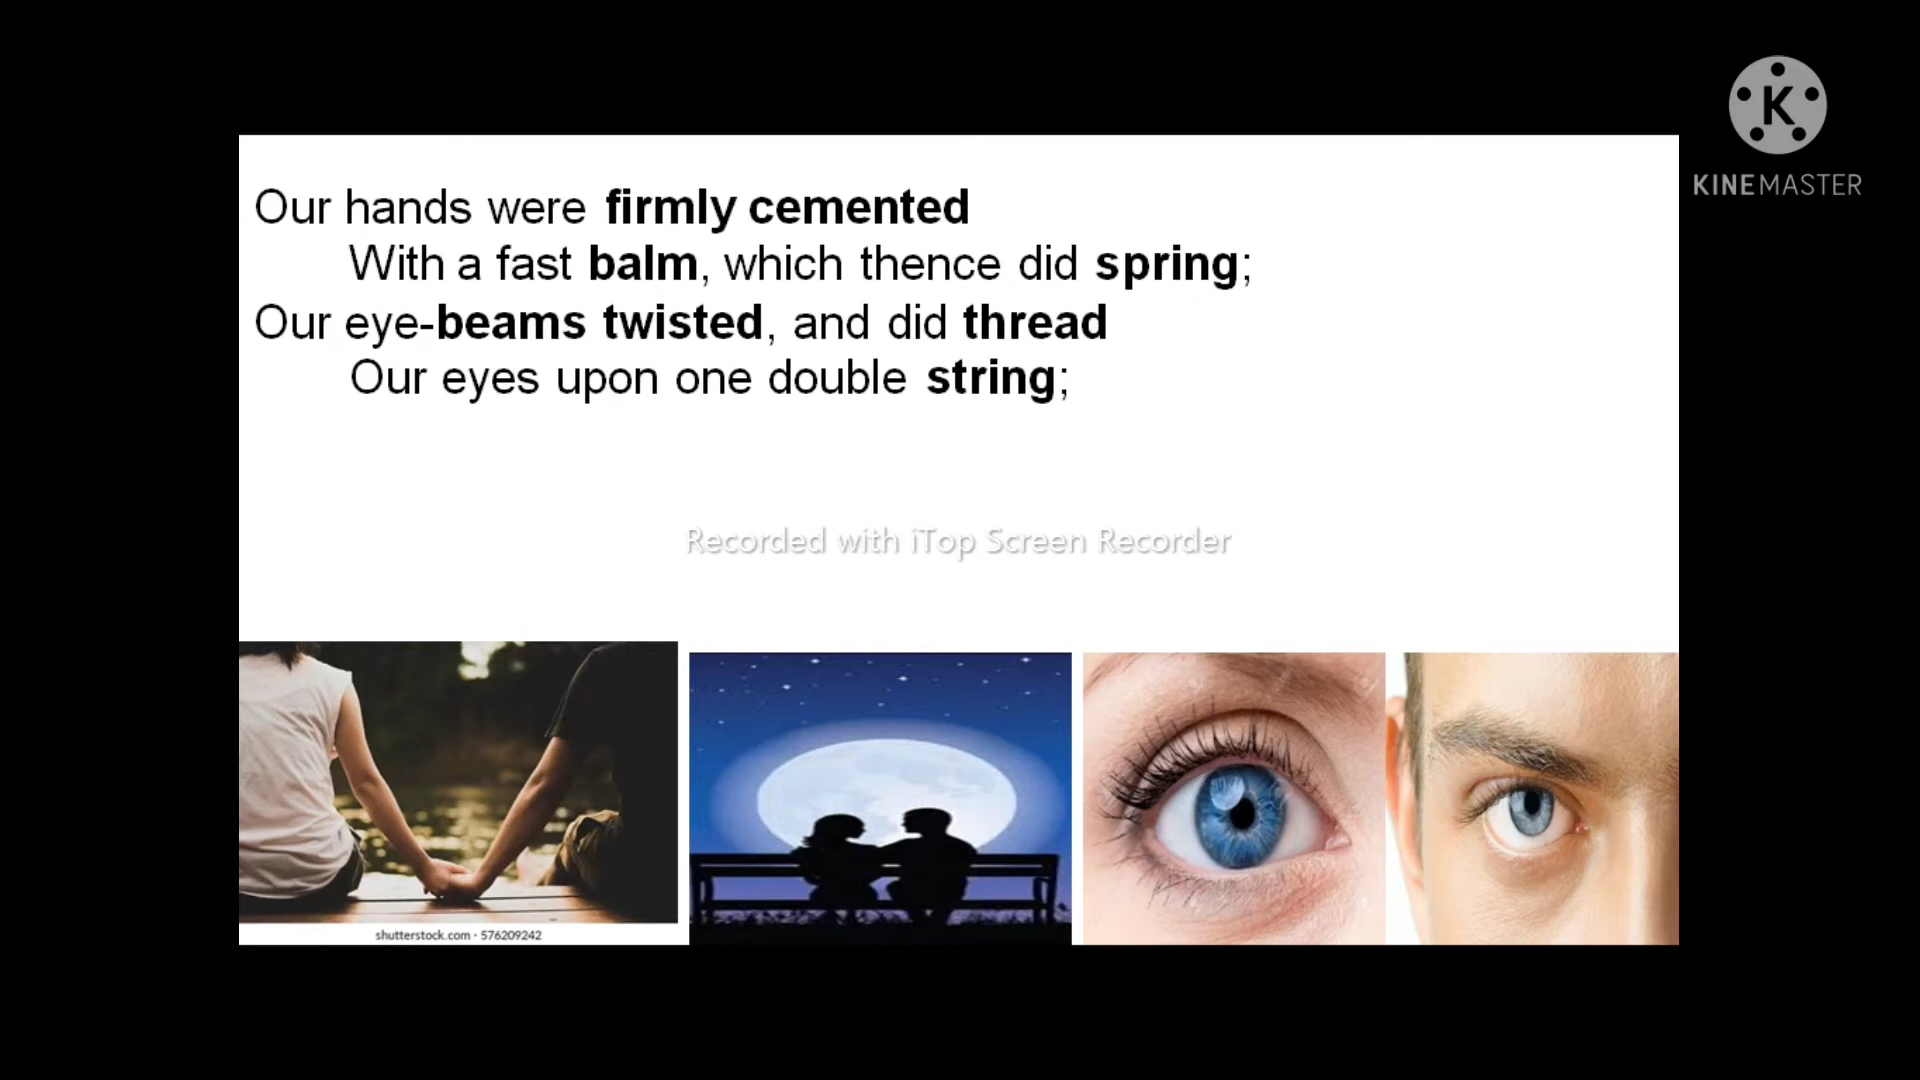 KINEMASTER
Our hands were firmly cemented
With a fast balm, which thence did spring;
Our eye-beams twisted, and did thread
Our eyes upon one double string;
Recorded with iTop Screen Recorder
shutterstock.com · 576209242